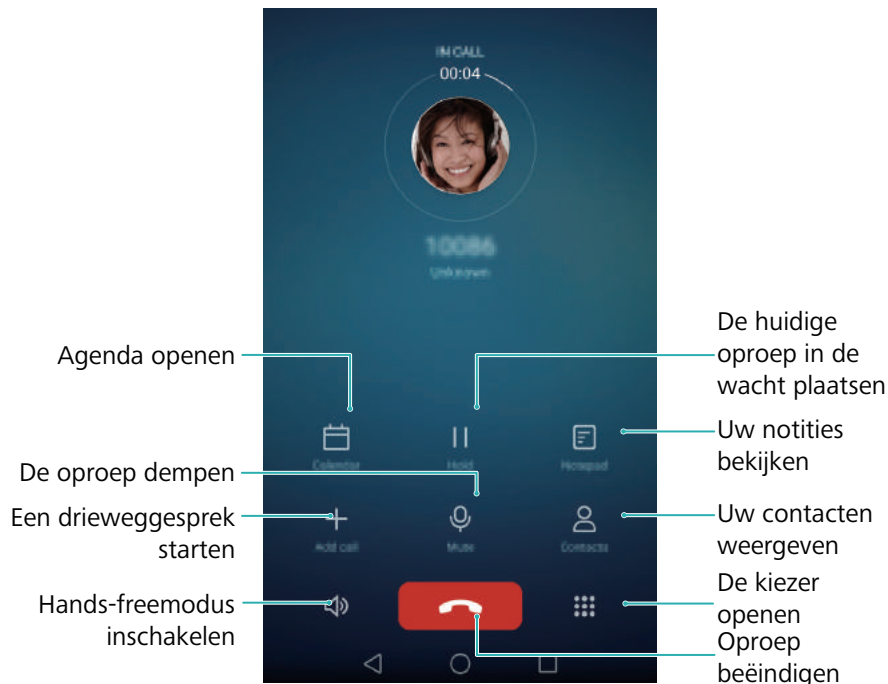 IN CALL
00:04
10086
Unknown
Agenda openen
De huidige
oproep in de
wacht plaatsen
Calendar
Hold
Notepad
Uw notities
bekijken
De oproep dempen
Een drieweggesprek
starten
Add call
Mute
Contacts
Uw contacten
weergeven
Hands-freemodus
inschakelen
De kiezer
openen
Oproep
beëindigen